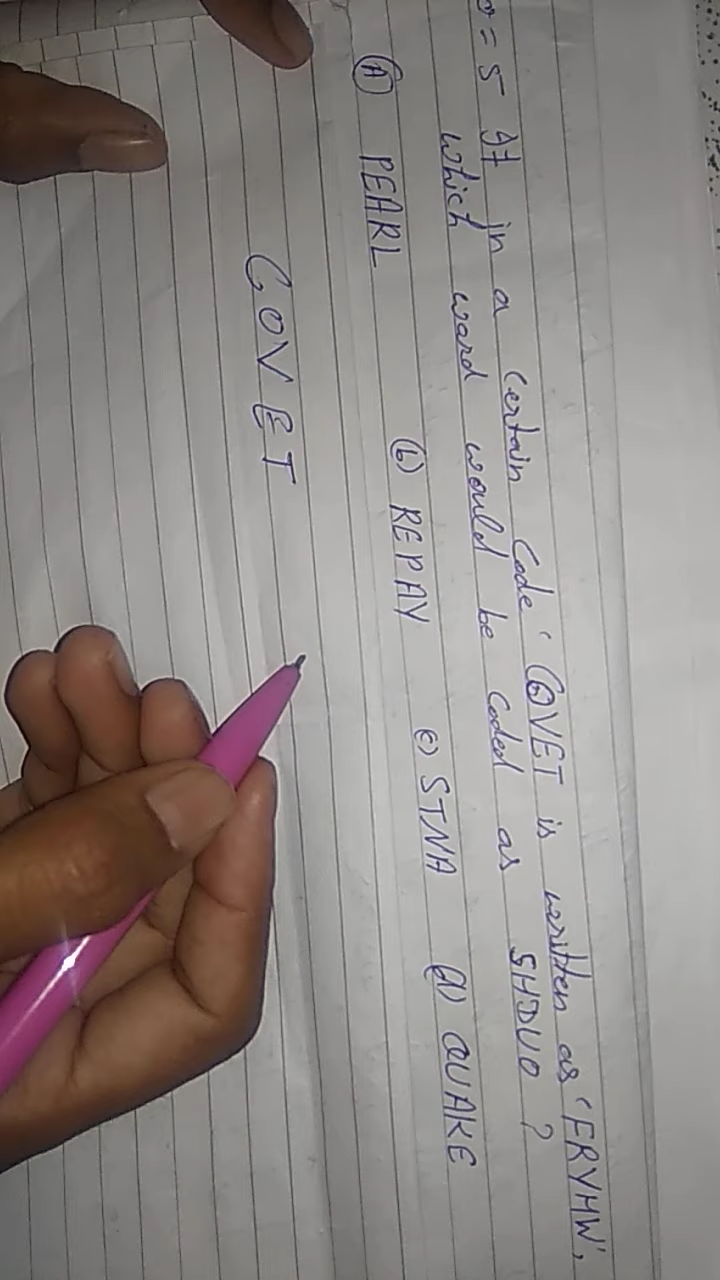 = 5 If in a certain Code 'COVET is written as 'FRYHW',
which ward would be coded as SHDUO ?
(A) PEARL (b) REPAY (c) STNA (d) QUAKE
COVET